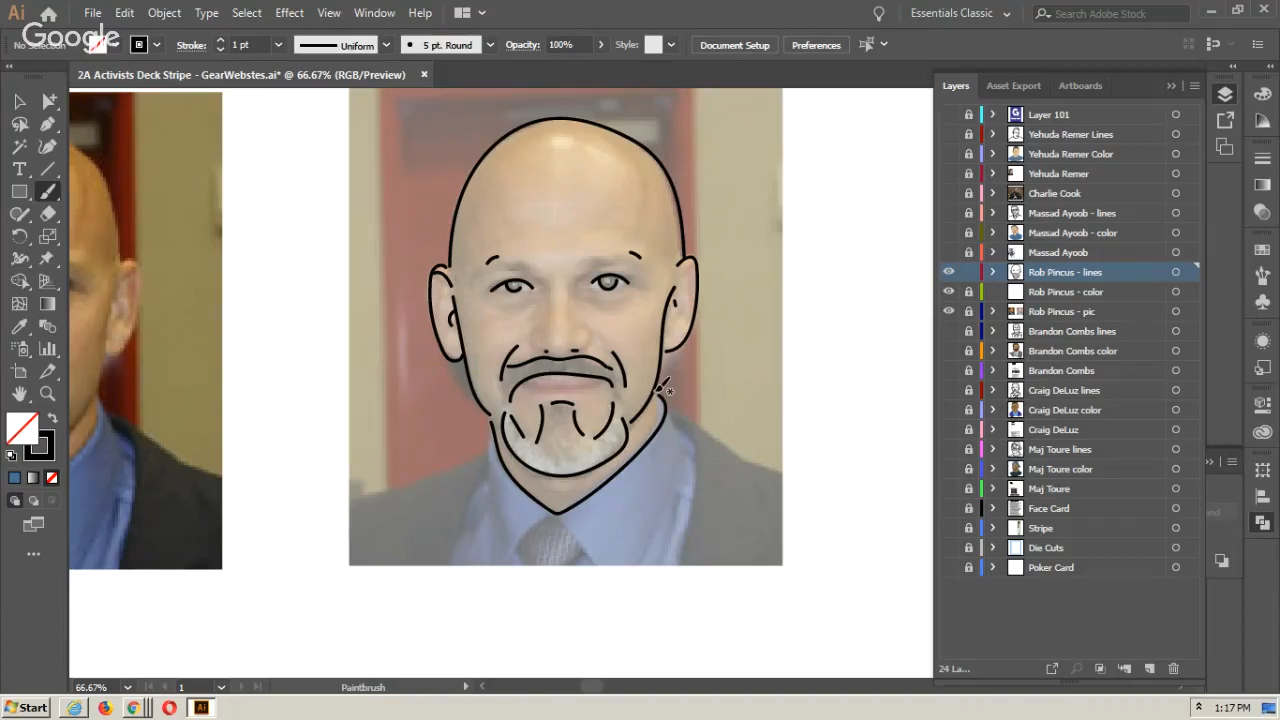 Ai File Edit Object Type Select Effect View Window Help Essentials Classic Search Adobe Stock
Google
No Selection Stroke: 1 pt Uniform 5 pt. Round Opacity: 100% Style: Document Setup Preferences
2A Activists Deck Stripe - GearWebstes.ai* @ 66.67% (RGB/Preview) ×
Layers Asset Export Artboards
Layer 101
Yehuda Remer Lines
Yehuda Remer Color
Yehuda Remer
Charlie Cook
Massad Ayoob - lines
Massad Ayoob - color
Massad Ayoob
Rob Pincus - lines
Rob Pincus - color
Rob Pincus - pic
Brandon Combs lines
Brandon Combs color
Brandon Combs
Craig DeLuz lines
Craig DeLuz color
Craig DeLuz
Maj Toure lines
Maj Toure color
Maj Toure
Face Card
Stripe
Die Cuts
Poker Card
24 La...
66.67% 1 Paintbrush
Start Ai 1:17 PM